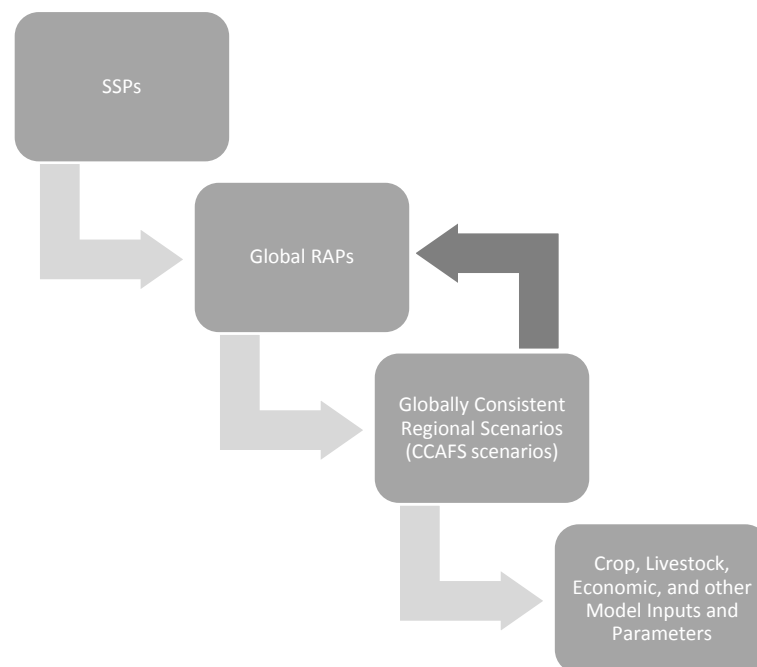 SSPs
Global RAPs
Globally Consistent
Regional Scenarios
(CCAFS scenarios)
Crop, Livestock,
Economic, and other
Model Inputs and
Parameters